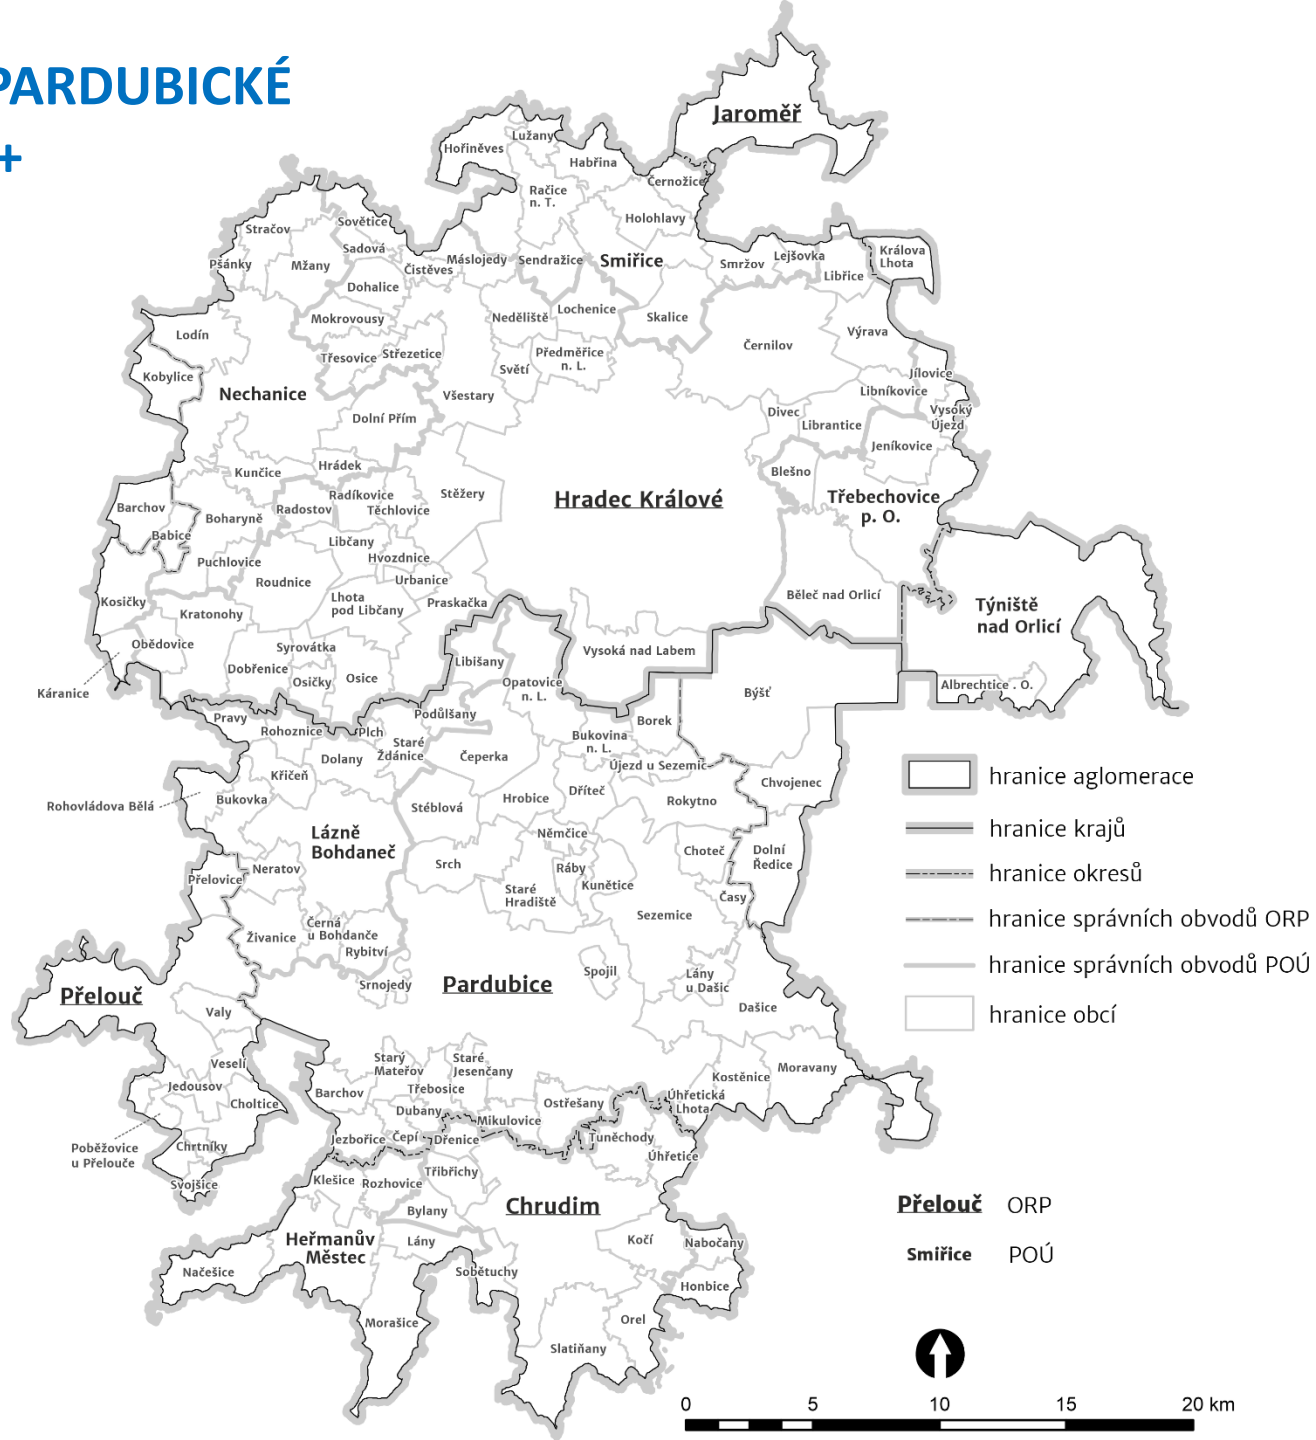 PARDUBICKÉ
+
Jaroměř
Lužany
Hořiněves
Habřina
Černožice
Račice
n. T.
Holohlavy
Sovětice
Stračov
Sadová
Máslojedy
Sendražice
Smiřice
Smržov
Lejšovka
Králova
Lhota
Pšánky
Mžany
Čistěves
Libřice
Dohalice
Mokrovousy
Neděliště
Lochenice
Skalice
Lodín
Výrava
Černilov
Třesovice
Střezetice
Předměřice
n. L.
Světí
Kobylice
Jílovice
Nechanice
Všestary
Libníkovice
Dolní Přím
Divec
Librantice
Vysoký
Újezd
Jeníkovice
Kunčice
Hrádek
Blešno
Radíkovice
Stěžery
Hradec Králové
Třebechovice
p. O.
Barchov
Radostov
Těchlovice
Boharyně
Babice
Libčany
Puchlovice
Hvozdnice
Roudnice
Urbanice
Kosičky
Lhota
pod Libčany
Praskačka
Běleč nad Orlicí
Týniště
nad Orlicí
Kratonohy
Obědovice
Syrovátka
Vysoká nad Labem
Libišany
Dobřenice
Osičky
Osice
Káranice
Opatovice
n. L.
Býšť
Albrechtice . O.
Pravy
Podůlšany
Borek
Rohoznice
Plch
Staré
Ždánice
Bukovina
n. L.
Dolany
Čeperka
Újezd u Sezemic
hranice aglomerace
Křičeň
Chvojenec
Rohovládova Bělá
Bukovka
Stéblová
Hrobice
Dříteč
Rokytno
hranice krajů
Lázně
Bohdaneč
Němčice
Choteč
Dolní
Ředice
Srch
Ráby
hranice okresů
Neratov
Přelovice
Staré
Hradiště
Kunětice
Časy
Sezemice
hranice správních obvodů ORP
Živanice
Černá
u Bohdanče
Rybitví
hranice správních obvodů POÚ
Srnojedy
Pardubice
Spojil
Lány
u Dašic
Přelouč
Valy
Dašice
hranice obcí
Veselí
Starý
Mateřov
Staré
Jesenčany
Jedousov
Třebosice
Kostěnice
Moravany
Choltice
Barchov
Dubany
Ostřešany
Úhřetická
Lhota
Mikulovice
Poběžovice
u Přelouče
Chrtníky
Jezbořice
Čepí
Dřenice
Tuněchody
Úhřetice
Svojšice
Klešice
Rozhovice
Třibřichy
Přelouč ORP
Bylany
Chrudim
Heřmanův
Městec
Lány
Kočí
Nabočany
Smiřice POÚ
Načešice
Sobětuchy
Honbice
Morašice
Orel
Slatiňany
0 5 10 15 20 km